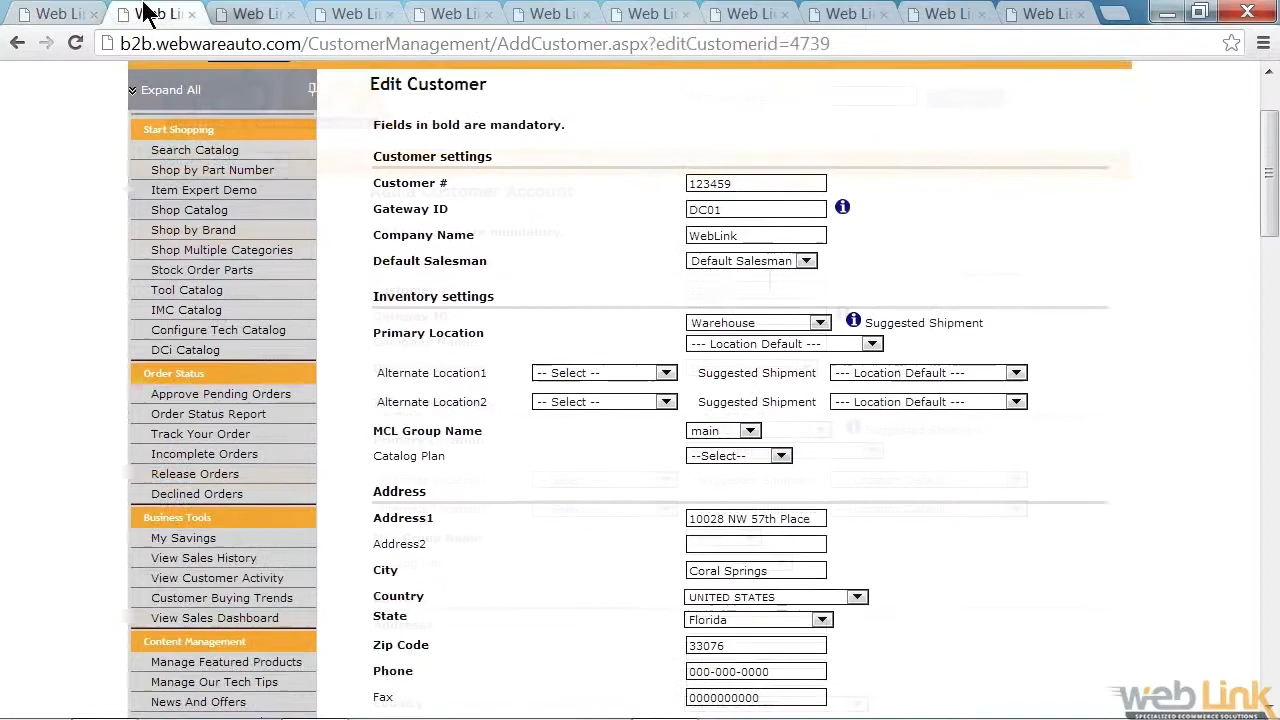 Web Li
Web Li
Web Lin
Web Lin
Web Lin
Web Lin
Web Lin
Web Lin
Web Lin
Web Lin
Web Lin
b2b.webwareauto.com/CustomerManagement/AddCustomer.aspx?editCustomerid=4739
Expand All
Start Shopping
Search Catalog
Shop by Part Number
Item Expert Demo
Shop Catalog
Shop by Brand
Shop Multiple Categories
Stock Order Parts
Tool Catalog
IMC Catalog
Configure Tech Catalog
DCi Catalog
Order Status
Approve Pending Orders
Order Status Report
Track Your Order
Incomplete Orders
Release Orders
Declined Orders
Business Tools
My Savings
View Sales History
View Customer Activity
Customer Buying Trends
View Sales Dashboard
Content Management
Manage Featured Products
Manage Our Tech Tips
News And Offers
Edit Customer
Fields in bold are mandatory.
Customer settings
Customer # 123459
Gateway ID DC01
Company Name WebLink
Default Salesman Default Salesman
Inventory settings
Primary Location Warehouse Suggested Shipment
--- Location Default ---
Alternate Location1 -- Select -- Suggested Shipment --- Location Default ---
Alternate Location2 -- Select -- Suggested Shipment --- Location Default ---
MCL Group Name main
Catalog Plan --Select--
Address
Address1 10028 NW 57th Place
Address2
City Coral Springs
Country UNITED STATES
State Florida
Zip Code 33076
Phone 000-000-0000
Fax 0000000000
web Link
SPECIALIZED ECOMMERCE SOLUTIONS